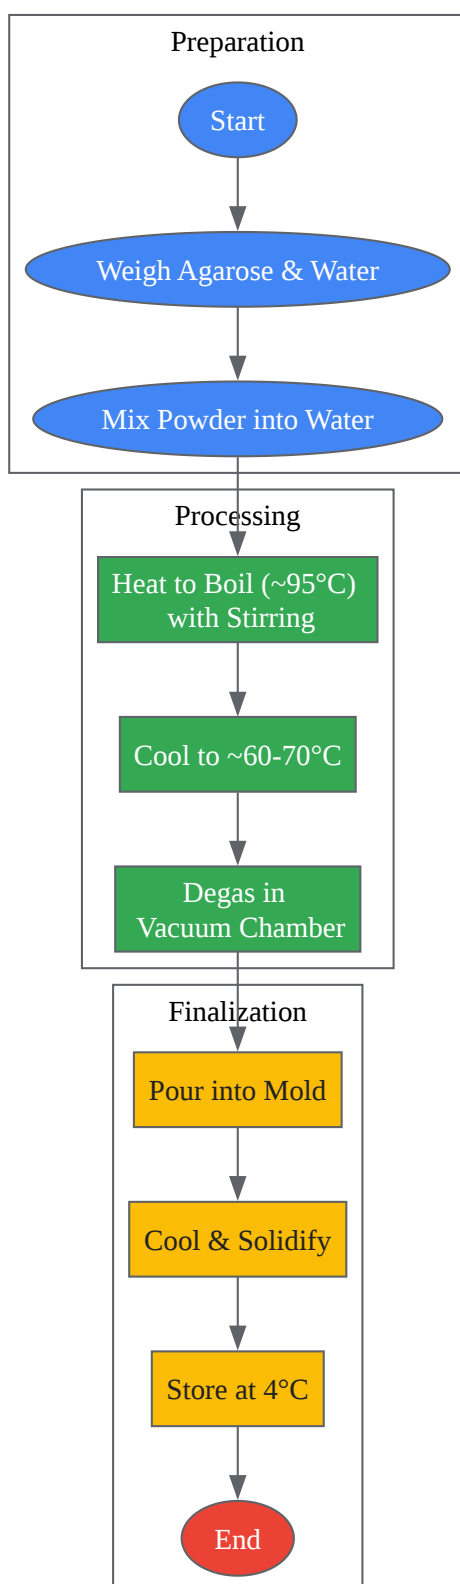 Preparation
Start
Weigh Agarose & Water
Mix Powder into Water
Processing
Heat to Boil (~95°C)
with Stirring
Cool to ~60-70°C
Degas in
Vacuum Chamber
Finalization
Pour into Mold
Cool & Solidify
Store at 4°C
End